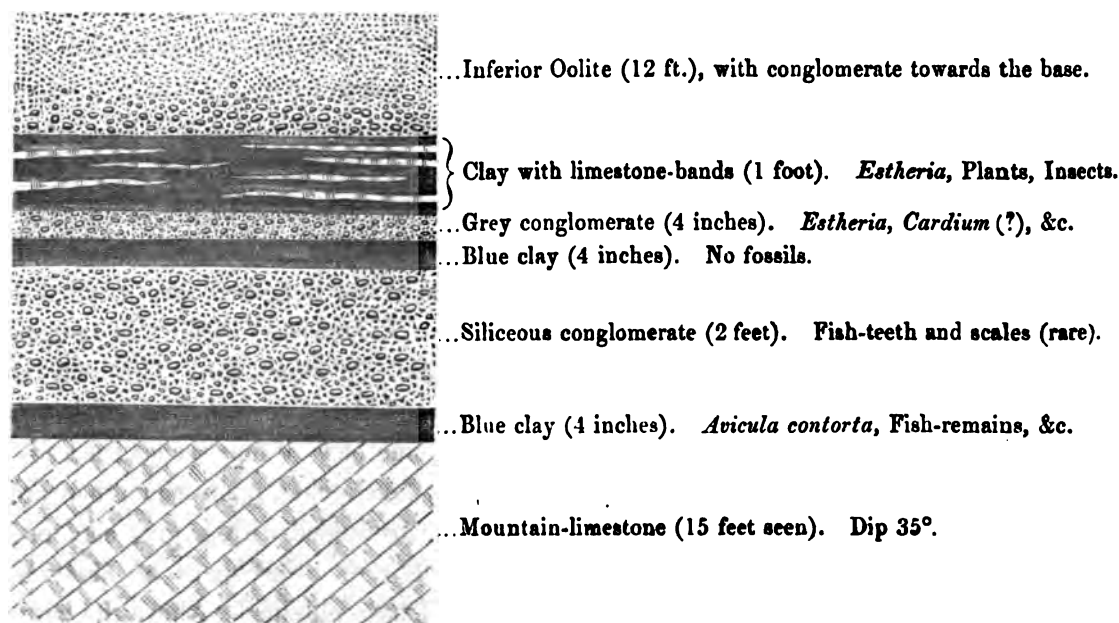 ...Inferior Oolite (12 ft.), with conglomerate towards the base.
Clay with limestone-bands (1 foot). Estheria, Plants, Insects.
...Grey conglomerate (4 inches). Estheria, Cardium (?), &c.
...Blue clay (4 inches). No fossils.
...Siliceous conglomerate (2 feet). Fish-teeth and scales (rare).
...Blue clay (4 inches). Avicula contorta, Fish-remains, &c.
...Mountain-limestone (15 feet seen). Dip 35°.